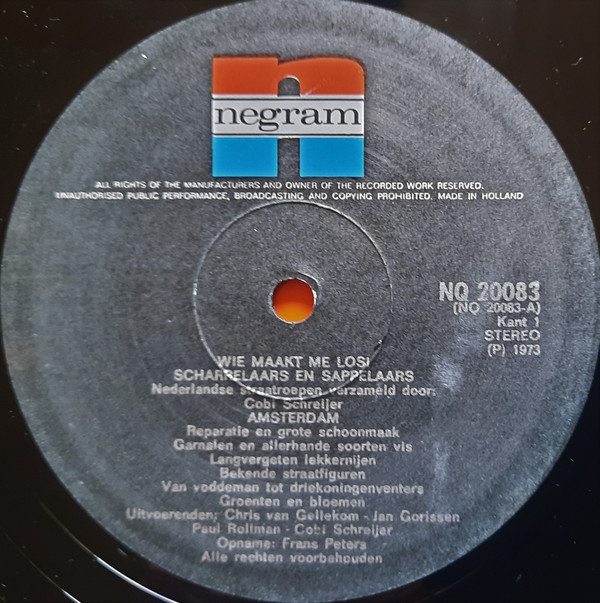 negram
ALL RIGHTS OF THE MANUFACTURERS AND OWNER OF THE RECORDED WORK RESERVED.
UNAUTHORISED PUBLIC PERFORMANCE, BROADCASTING AND COPYING PROHIBITED. MADE IN HOLLAND
NQ 20083
(NQ 20083-A)
Kant 1
STEREO
(P) 1973
WIE MAAKT ME LOS!
SCHARRELAARS EN SAPPELAARS
Nederlandse straatroepen verzameld door:
Cobi Schreijer
AMSTERDAM
Reparatie en grote schoonmaak
Garnalen en allerhande soorten vis
Langvergeten lekkernijen
Bekende straatfiguren
Van voddeman tot driekoningenventers
Groenten en bloemen
Uitvoerenden: Chris van Gellekom - Jan Gorissen
Paul Rollman - Cobi Schreijer
Opname: Frans Peters
Alle rechten voorbehouden